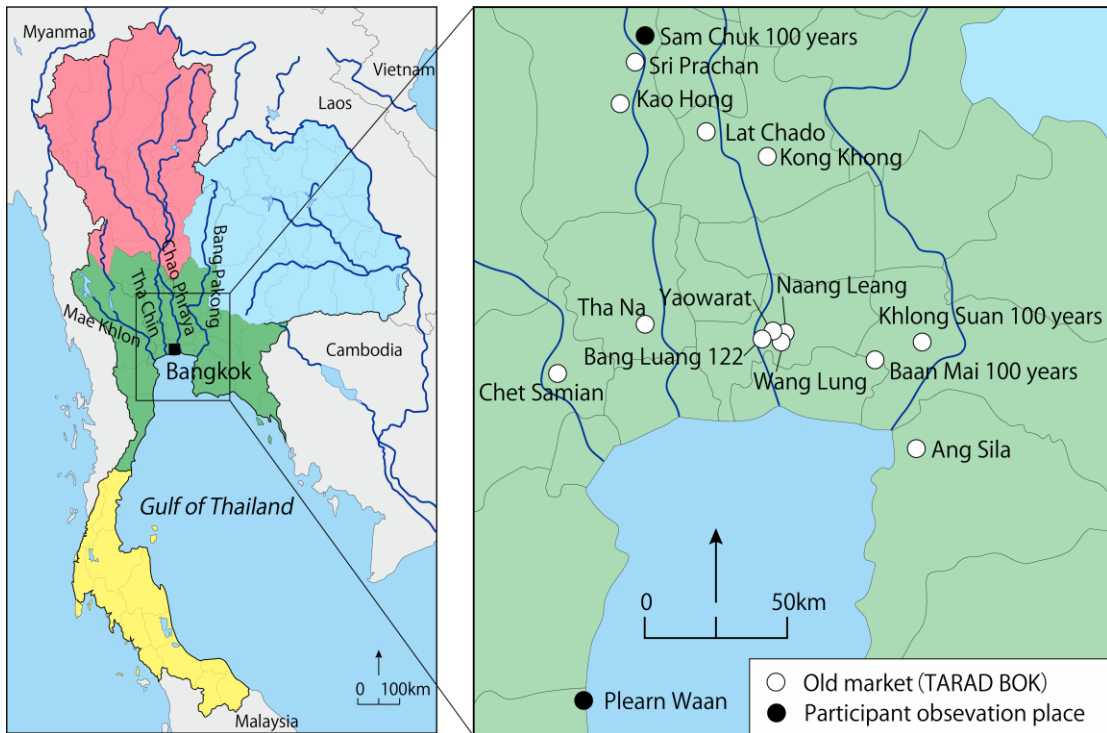 Myanmar
Vietnam
Laos
Chao Phraya
Bang Pakong
Tha Chin
Mae Khlon
Cambodia
Bangkok
Gulf of Thailand
0 100km
Malaysia
Sam Chuk 100 years
Sri Prachan
Kao Hong
Lat Chado
Kong Khong
Naang Leang
Yaowarat
Tha Na
Khlong Suan 100 years
Bang Luang 122
Baan Mai 100 years
Wang Lung
Chet Samian
Ang Sila
0 50km
Plearn Waan
Old market (TARAD BOK)
Participant obsevation place